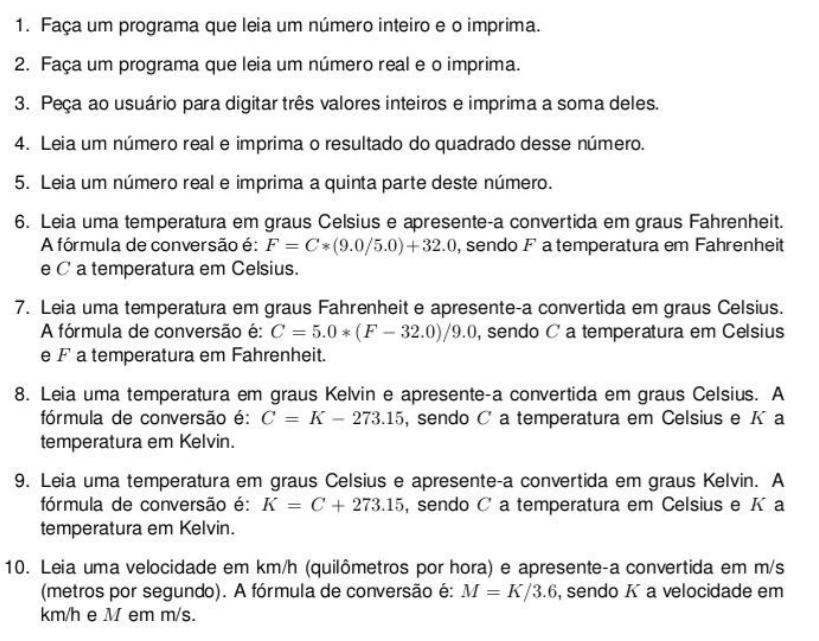 1. Faça um programa que leia um número inteiro e o imprima.
2. Faça um programa que leia um número real e o imprima.
3. Peça ao usuário para digitar três valores inteiros e imprima a soma deles.
4. Leia um número real e imprima o resultado do quadrado desse número.
5. Leia um número real e imprima a quinta parte deste número.
6. Leia uma temperatura em graus Celsius e apresente-a convertida em graus Fahrenheit.
A fórmula de conversão é: F = C∗(9.0/5.0)+32.0, sendo F a temperatura em Fahrenheit
e C a temperatura em Celsius.
7. Leia uma temperatura em graus Fahrenheit e apresente-a convertida em graus Celsius.
A fórmula de conversão é: C = 5.0 ∗ (F − 32.0)/9.0, sendo C a temperatura em Celsius
e F a temperatura em Fahrenheit.
8. Leia uma temperatura em graus Kelvin e apresente-a convertida em graus Celsius. A
fórmula de conversão é: C = K − 273.15, sendo C a temperatura em Celsius e K a
temperatura em Kelvin.
9. Leia uma temperatura em graus Celsius e apresente-a convertida em graus Kelvin. A
fórmula de conversão é: K = C + 273.15, sendo C a temperatura em Celsius e K a
temperatura em Kelvin.
10. Leia uma velocidade em km/h (quilômetros por hora) e apresente-a convertida em m/s
(metros por segundo). A fórmula de conversão é: M = K/3.6, sendo K a velocidade em
km/h e M em m/s.